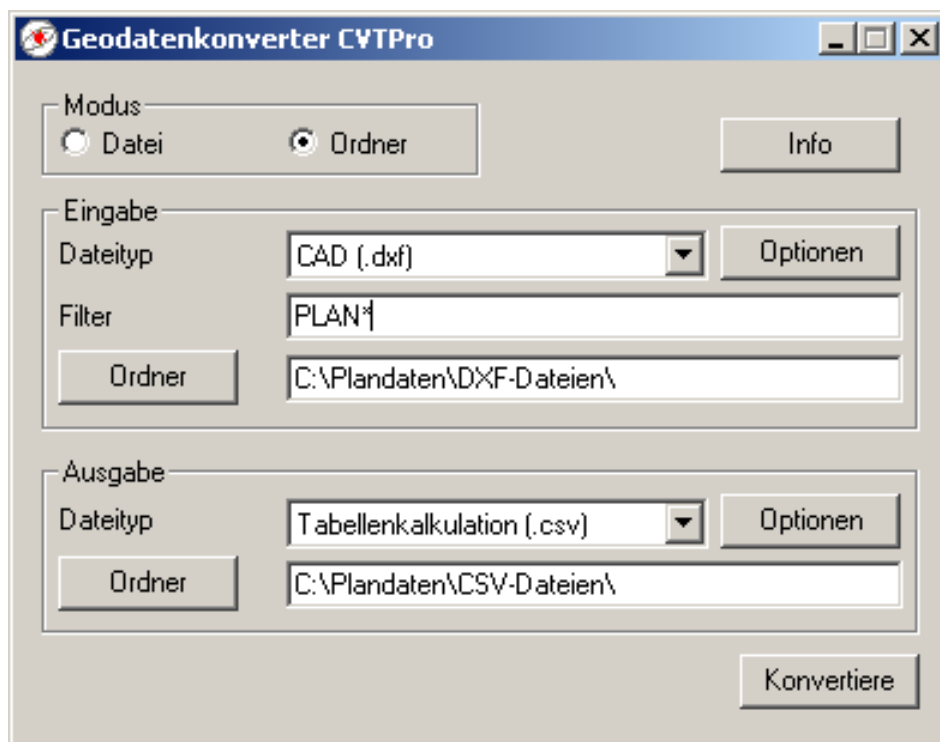 Geodatenkonverter CVTPro
Modus
Datei Ordner Info
Eingabe
Dateityp CAD (.dxf) Optionen
Filter PLAN*
Ordner C:\Plandaten\DXF-Dateien\
Ausgabe
Dateityp Tabellenkalkulation (.csv) Optionen
Ordner C:\Plandaten\CSV-Dateien\
Konvertiere